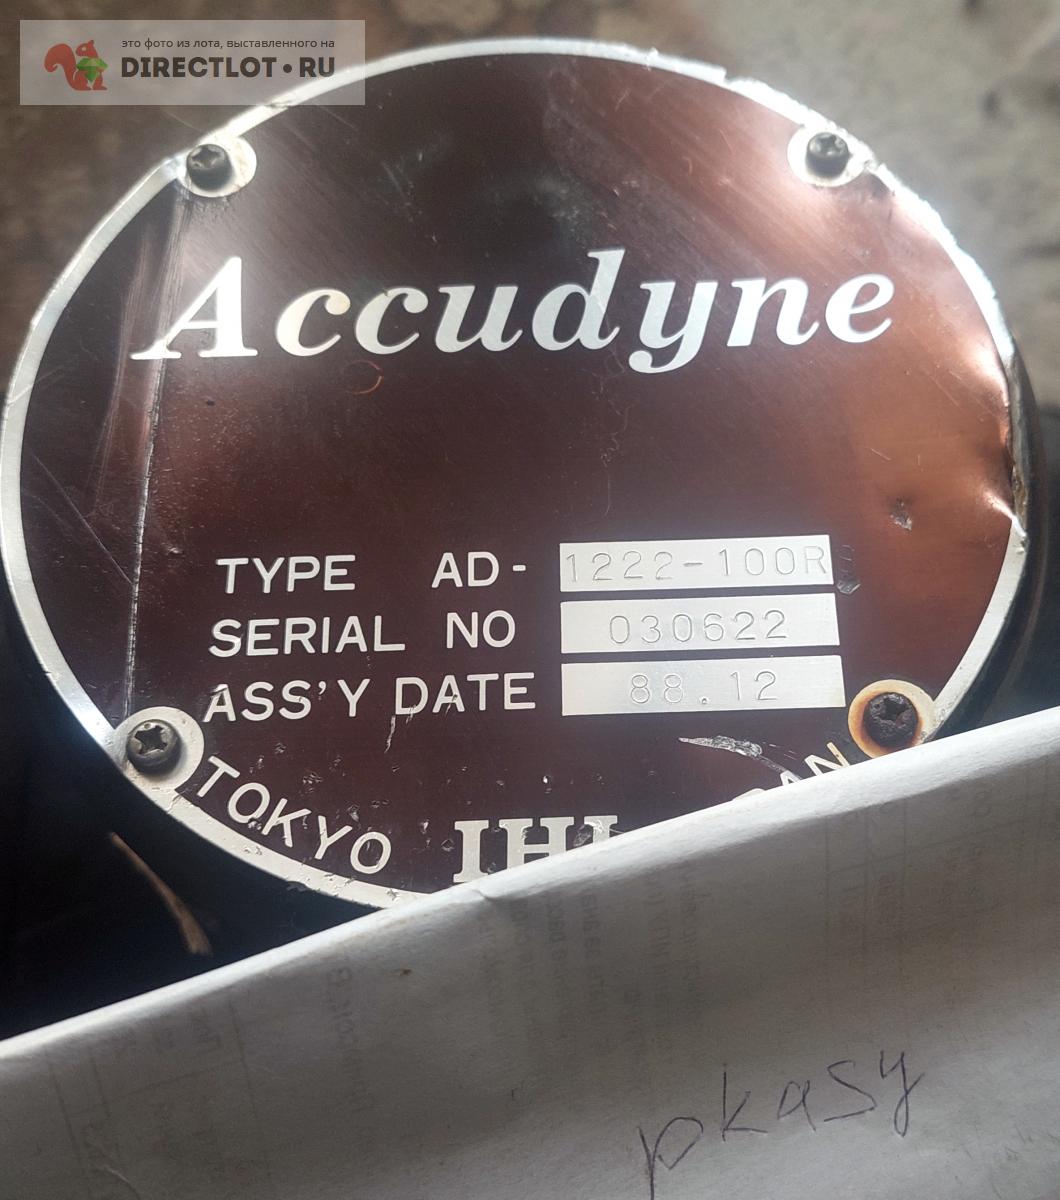 это фото из лота, выставленного на
DIRECTLOT•RU
Accudyne
TYPE AD-1222-100R
SERIAL NO 030622
ASS'Y DATE 88.12
TOKYO IHI
pkasy